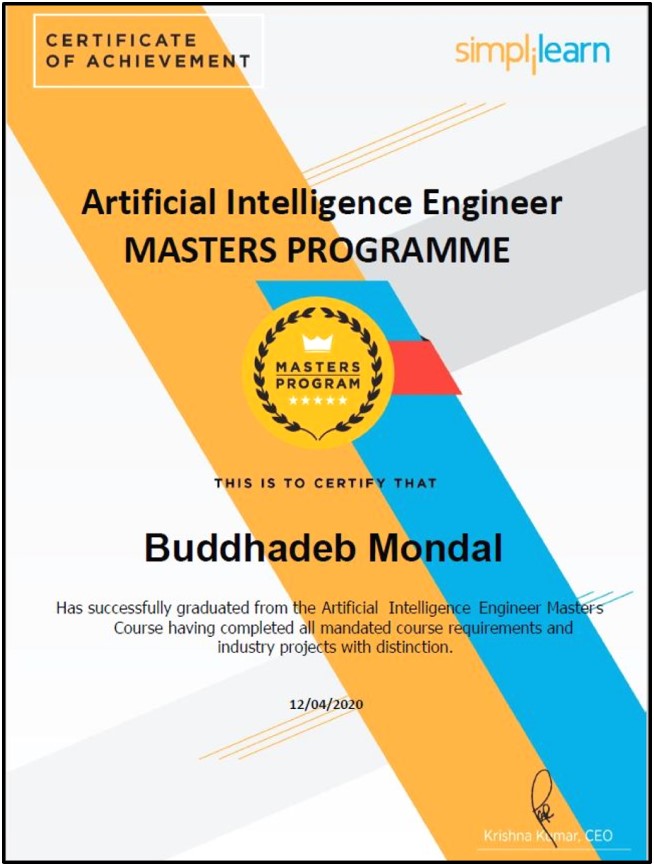 CERTIFICATE
OF ACHIEVEMENT
simplilearn
Artificial Intelligence Engineer
MASTERS PROGRAMME
MASTERS
PROGRAM
THIS IS TO CERTIFY THAT
Buddhadeb Mondal
Has successfully graduated from the Artificial Intelligence Engineer Masters
Course having completed all mandated course requirements and
industry projects with distinction.
12/04/2020
Krishna Kumar, CEO